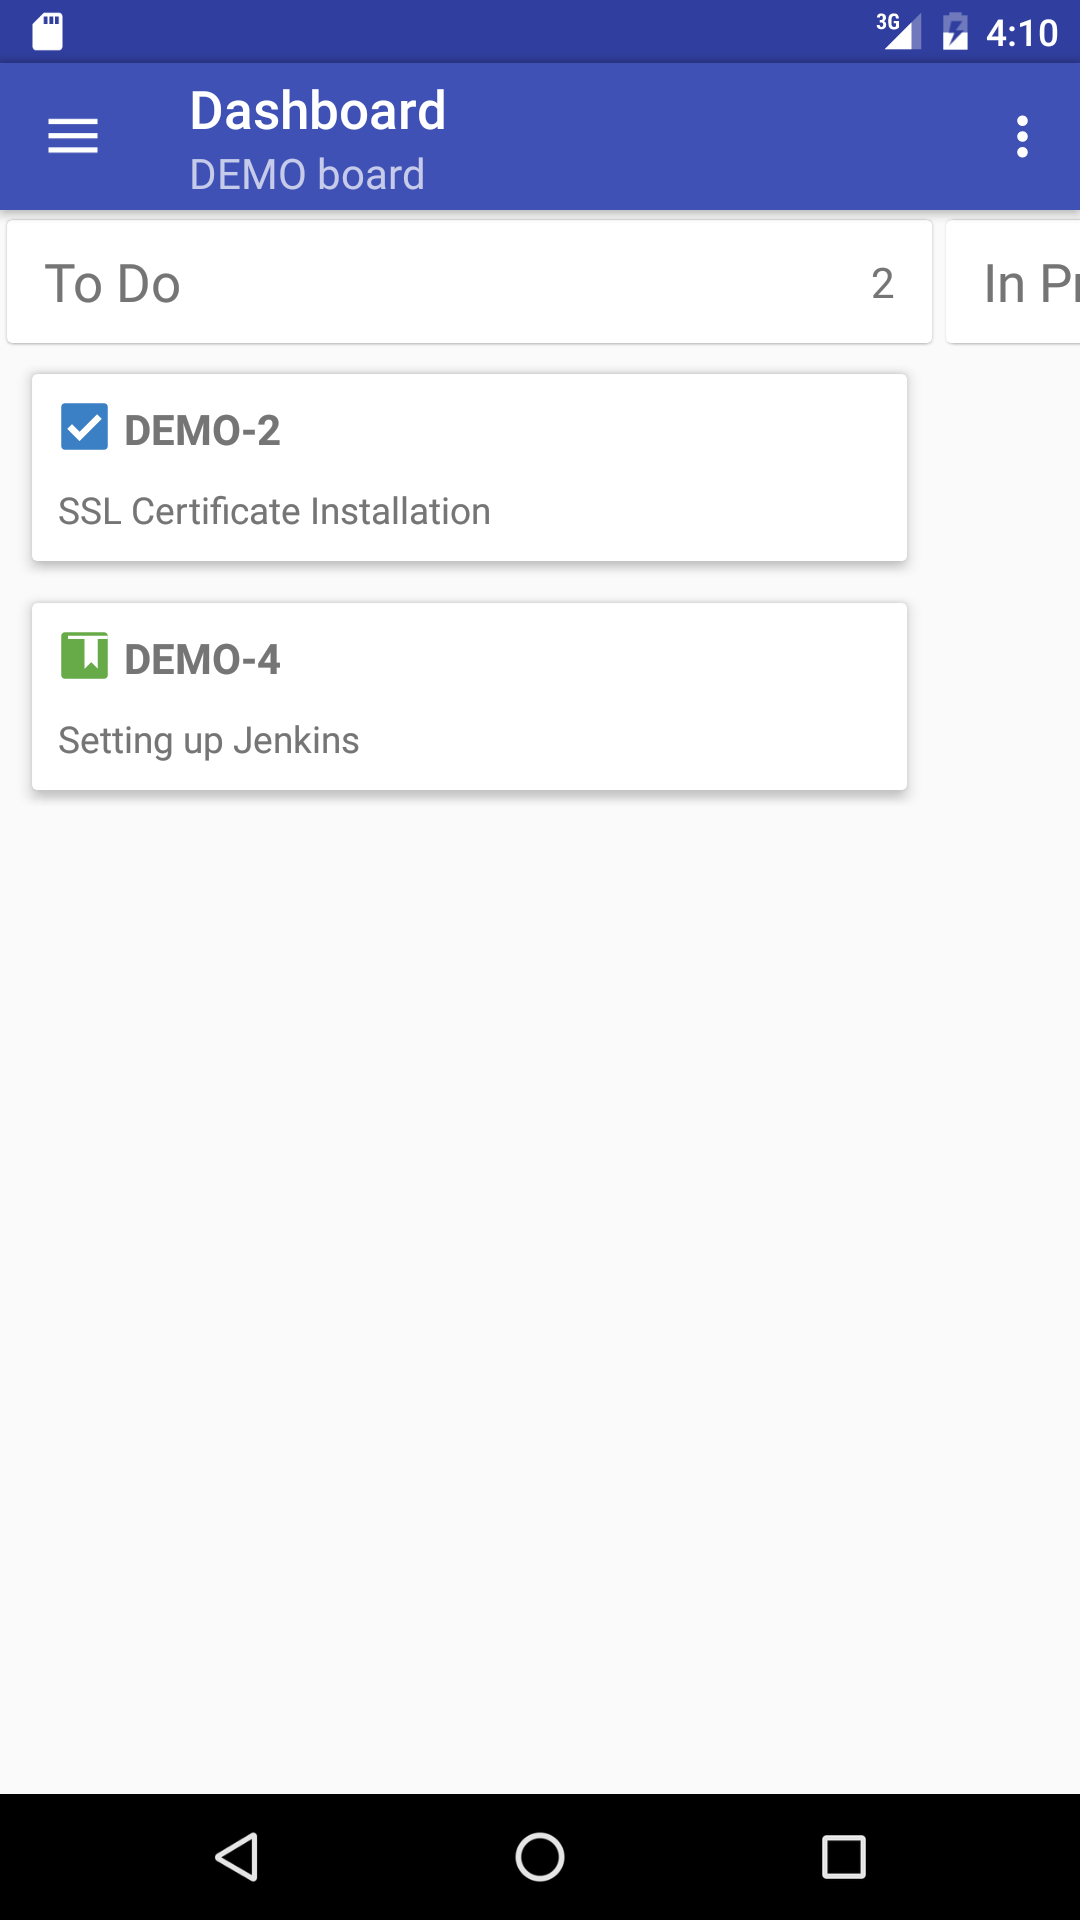 3G 4:10
Dashboard
DEMO board
To Do 2 In Pr
DEMO-2
SSL Certificate Installation
DEMO-4
Setting up Jenkins